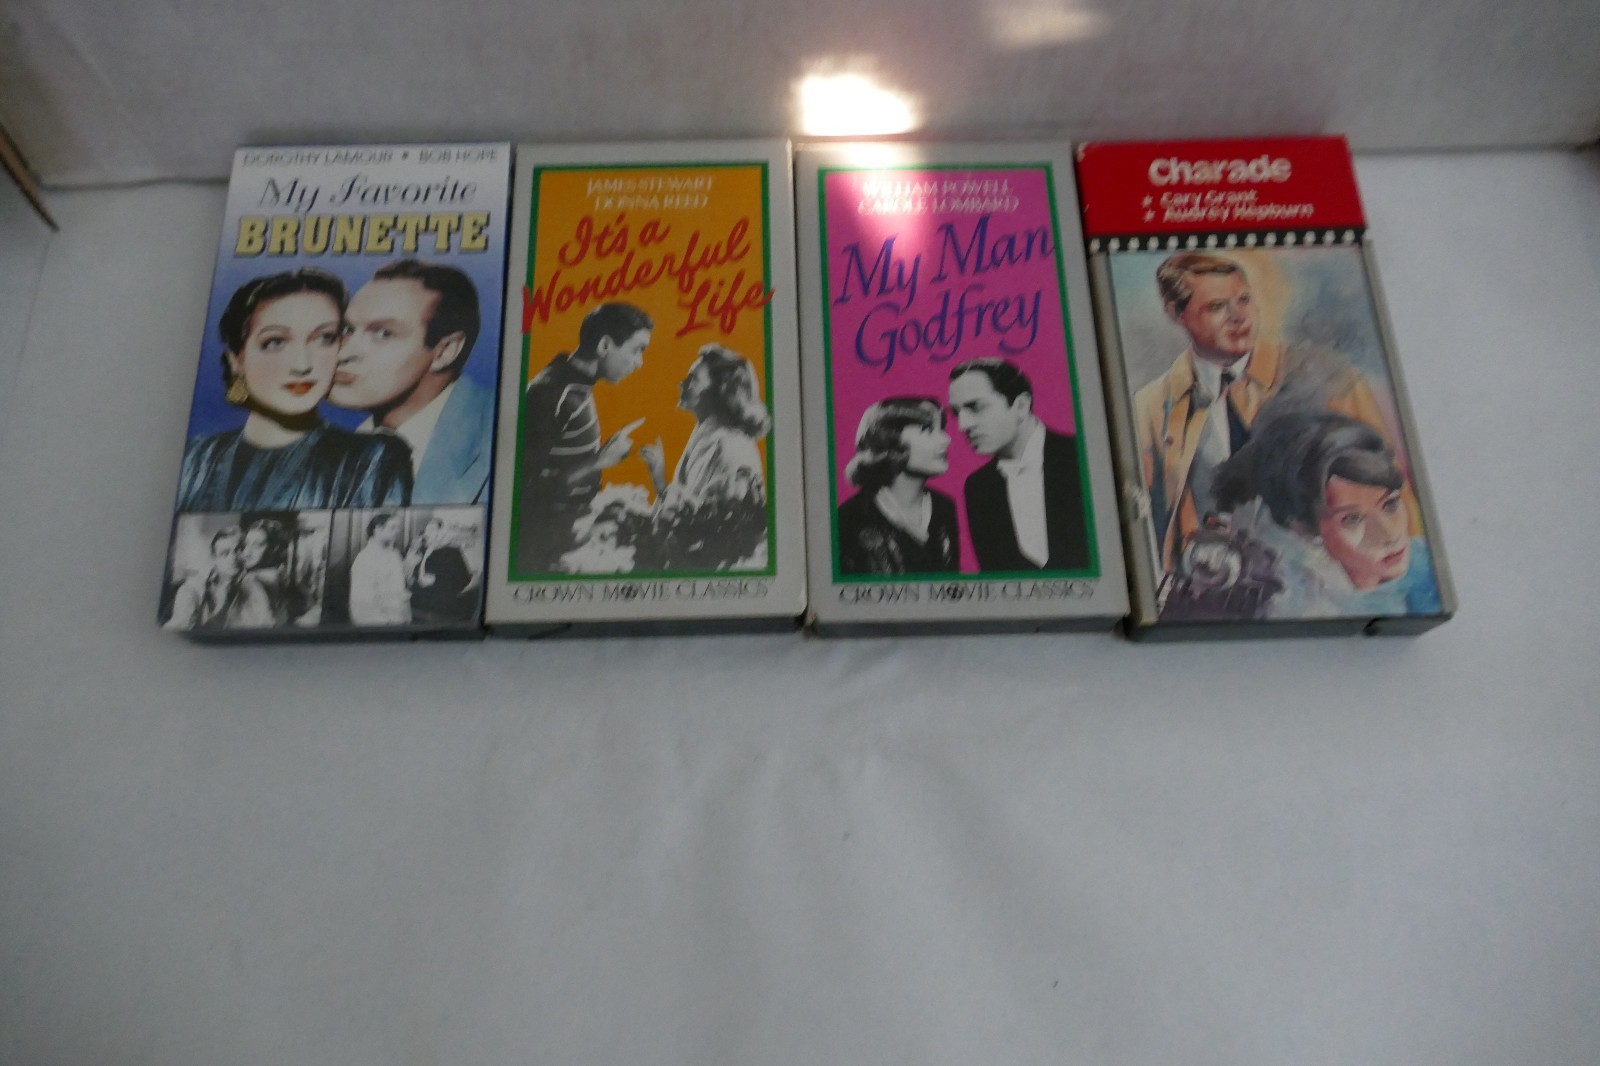 DOROTHY LAMOUR • BOB HOPE
My Favorite
BRUNETTE
JAMES STEWART
DONNA REED
It's a
Wonderful
Life
CROWN MOVIE CLASSICS
WILLIAM POWELL
CAROLE LOMBARD
My Man
Godfrey
CROWN MOVIE CLASSICS
Charade
★ Cary Grant
★ Audrey Hepburn